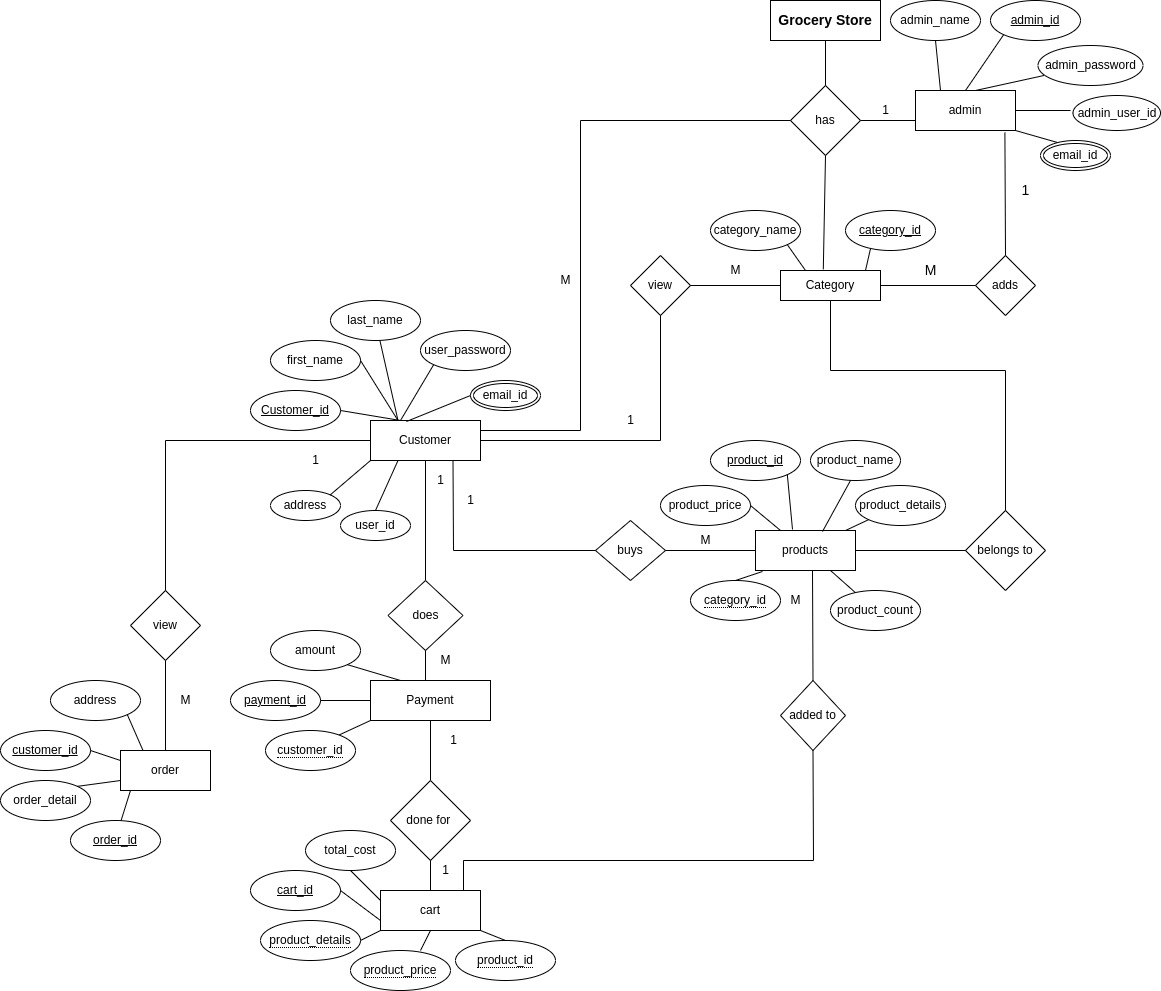 Grocery Store
admin_name
admin_id
admin_password
admin
admin_user_id
email_id
has
1
1
category_name
category_id
view
M
Category
M
adds
M
last_name
first_name
user_password
Customer_id
email_id
Customer
1
1
address
user_id
1
1
product_id
product_name
product_price
product_details
buys
M
products
belongs to
category_id
M
product_count
view
does
amount
M
address
M
payment_id
Payment
customer_id
1
added to
customer_id
order
order_detail
order_id
done for
total_cost
1
cart_id
cart
product_details
product_price
product_id